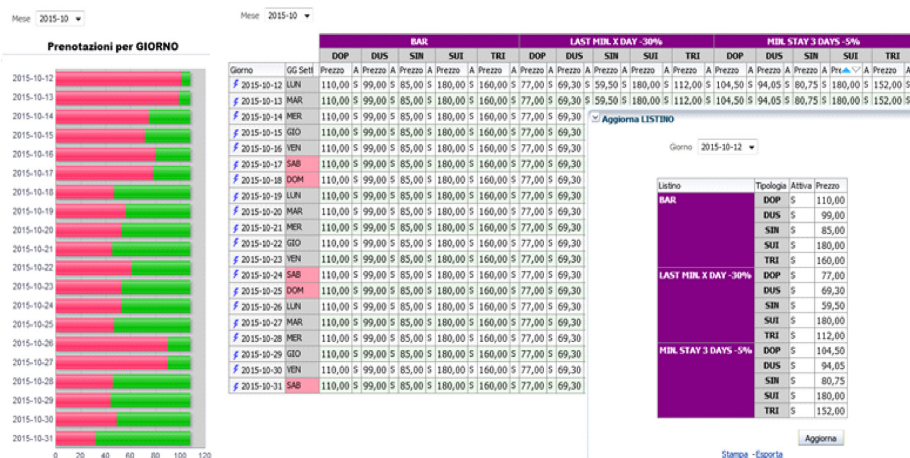 Mese 2015-10
Prenotazioni per GIORNO
2015-10-12
2015-10-13
2015-10-14
2015-10-15
2015-10-16
2015-10-17
2015-10-18
2015-10-19
2015-10-20
2015-10-21
2015-10-22
2015-10-23
2015-10-24
2015-10-25
2015-10-26
2015-10-27
2015-10-28
2015-10-29
2015-10-30
2015-10-31
0 20 40 60 80 100 120
Mese 2015-10
BAR LAST MIN. X DAY -30% MIN. STAY 3 DAYS -5%
DOP DUS SIN SUI TRI DOP DUS SIN SUI TRI DOP DUS SIN SUI TRI
Giorno GG Sett Prezzo A Prezzo A Prezzo A Prezzo A Prezzo A Prezzo A Prezzo A Prezzo A Prezzo A Prezzo A Prezzo A Prezzo A Prezzo A Pre A Prezzo A
2015-10-12 LUN 110,00 S 99,00 S 85,00 S 180,00 S 160,00 S 77,00 S 69,30 S 59,50 S 180,00 S 112,00 S 104,50 S 94,05 S 80,75 S 180,00 S 152,00 S
2015-10-13 MAR 110,00 S 99,00 S 85,00 S 180,00 S 160,00 S 77,00 S 69,30 S 59,50 S 180,00 S 112,00 S 104,50 S 94,05 S 80,75 S 180,00 S 152,00 S
2015-10-14 MER 110,00 S 99,00 S 85,00 S 180,00 S 160,00 S 77,00 S 69,30
2015-10-15 GIO 110,00 S 99,00 S 85,00 S 180,00 S 160,00 S 77,00 S 69,30
2015-10-16 VEN 110,00 S 99,00 S 85,00 S 180,00 S 160,00 S 77,00 S 69,30
2015-10-17 SAB 110,00 S 99,00 S 85,00 S 180,00 S 160,00 S 77,00 S 69,30
2015-10-18 DOM 110,00 S 99,00 S 85,00 S 180,00 S 160,00 S 77,00 S 69,30
2015-10-19 LUN 110,00 S 99,00 S 85,00 S 180,00 S 160,00 S 77,00 S 69,30
2015-10-20 MAR 110,00 S 99,00 S 85,00 S 180,00 S 160,00 S 77,00 S 69,30
2015-10-21 MER 110,00 S 99,00 S 85,00 S 180,00 S 160,00 S 77,00 S 69,30
2015-10-22 GIO 110,00 S 99,00 S 85,00 S 180,00 S 160,00 S 77,00 S 69,30
2015-10-23 VEN 110,00 S 99,00 S 85,00 S 180,00 S 160,00 S 77,00 S 69,30
2015-10-24 SAB 110,00 S 99,00 S 85,00 S 180,00 S 160,00 S 77,00 S 69,30
2015-10-25 DOM 110,00 S 99,00 S 85,00 S 180,00 S 160,00 S 77,00 S 69,30
2015-10-26 LUN 110,00 S 99,00 S 85,00 S 180,00 S 160,00 S 77,00 S 69,30
2015-10-27 MAR 110,00 S 99,00 S 85,00 S 180,00 S 160,00 S 77,00 S 69,30
2015-10-28 MER 110,00 S 99,00 S 85,00 S 180,00 S 160,00 S 77,00 S 69,30
2015-10-29 GIO 110,00 S 99,00 S 85,00 S 180,00 S 160,00 S 77,00 S 69,30
2015-10-30 VEN 110,00 S 99,00 S 85,00 S 180,00 S 160,00 S 77,00 S 69,30
2015-10-31 SAB 110,00 S 99,00 S 85,00 S 180,00 S 160,00 S 77,00 S 69,30
Aggiorna LISTINO
Giorno 2015-10-12
Listino Tipologia Attiva Prezzo
BAR DOP S 110,00
DUS S 99,00
SIN S 85,00
SUI S 180,00
TRI S 160,00
LAST MIN. X DAY -30% DOP S 77,00
DUS S 69,30
SIN S 59,50
SUI S 180,00
TRI S 112,00
MIN. STAY 3 DAYS -5% DOP S 104,50
DUS S 94,05
SIN S 80,75
SUI S 180,00
TRI S 152,00
Aggiorna
Stampa - Esporta